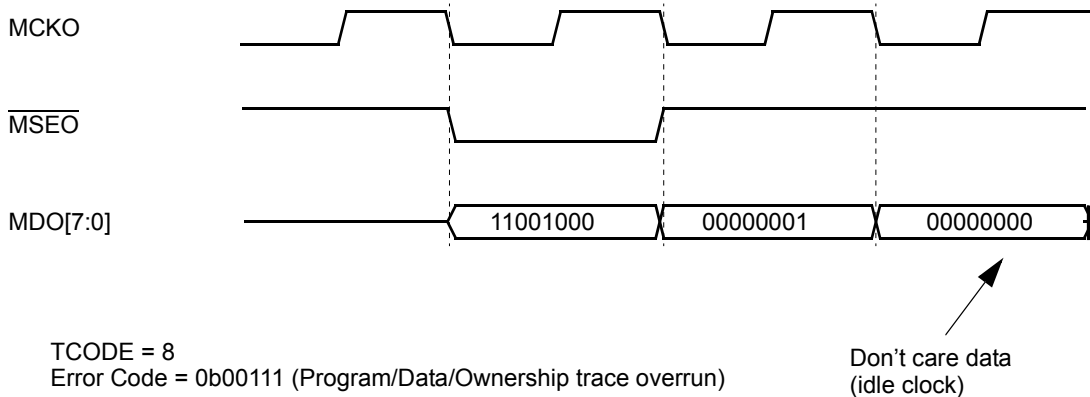 MCKO
MSEO
MDO[7:0]
11001000
00000001
00000000
TCODE = 8
Error Code = 0b00111 (Program/Data/Ownership trace overrun)
Don't care data
(idle clock)